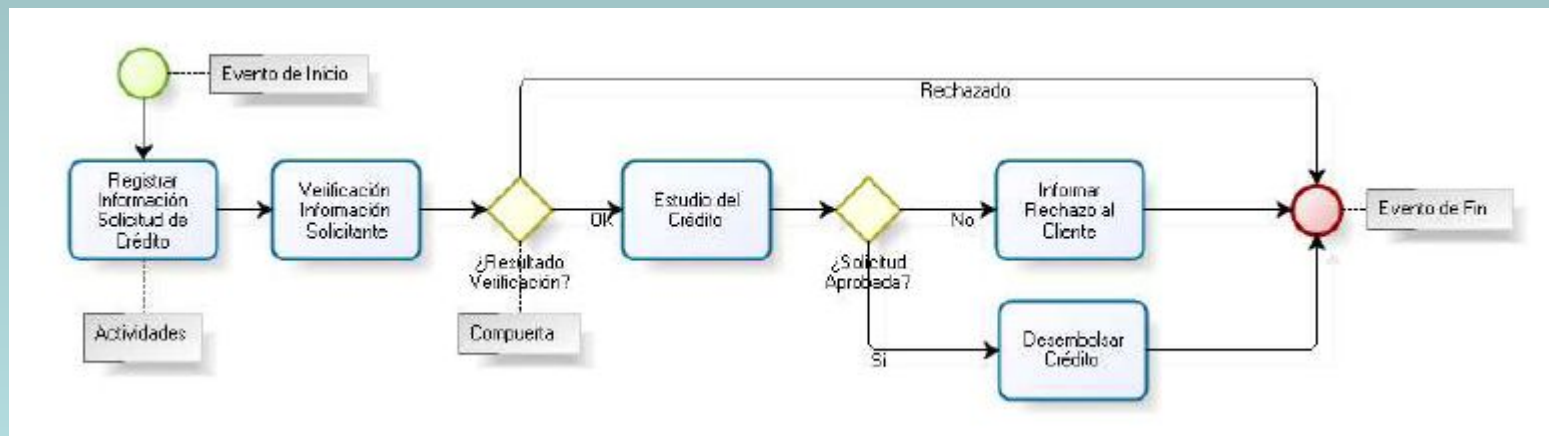 Evento de Inicio
Rechazado
Registrar
Información
Solicitud de
Crédito
Verificación
Información
Solicitante
OK
Estudio del
Crédito
No
Informar
Rechazo al
Cliente
Evento de Fin
¿Resultado
Verificación?
¿Solicitud
Aprobada?
Actividades
Compuerta
Sí
Desembolsar
Crédito